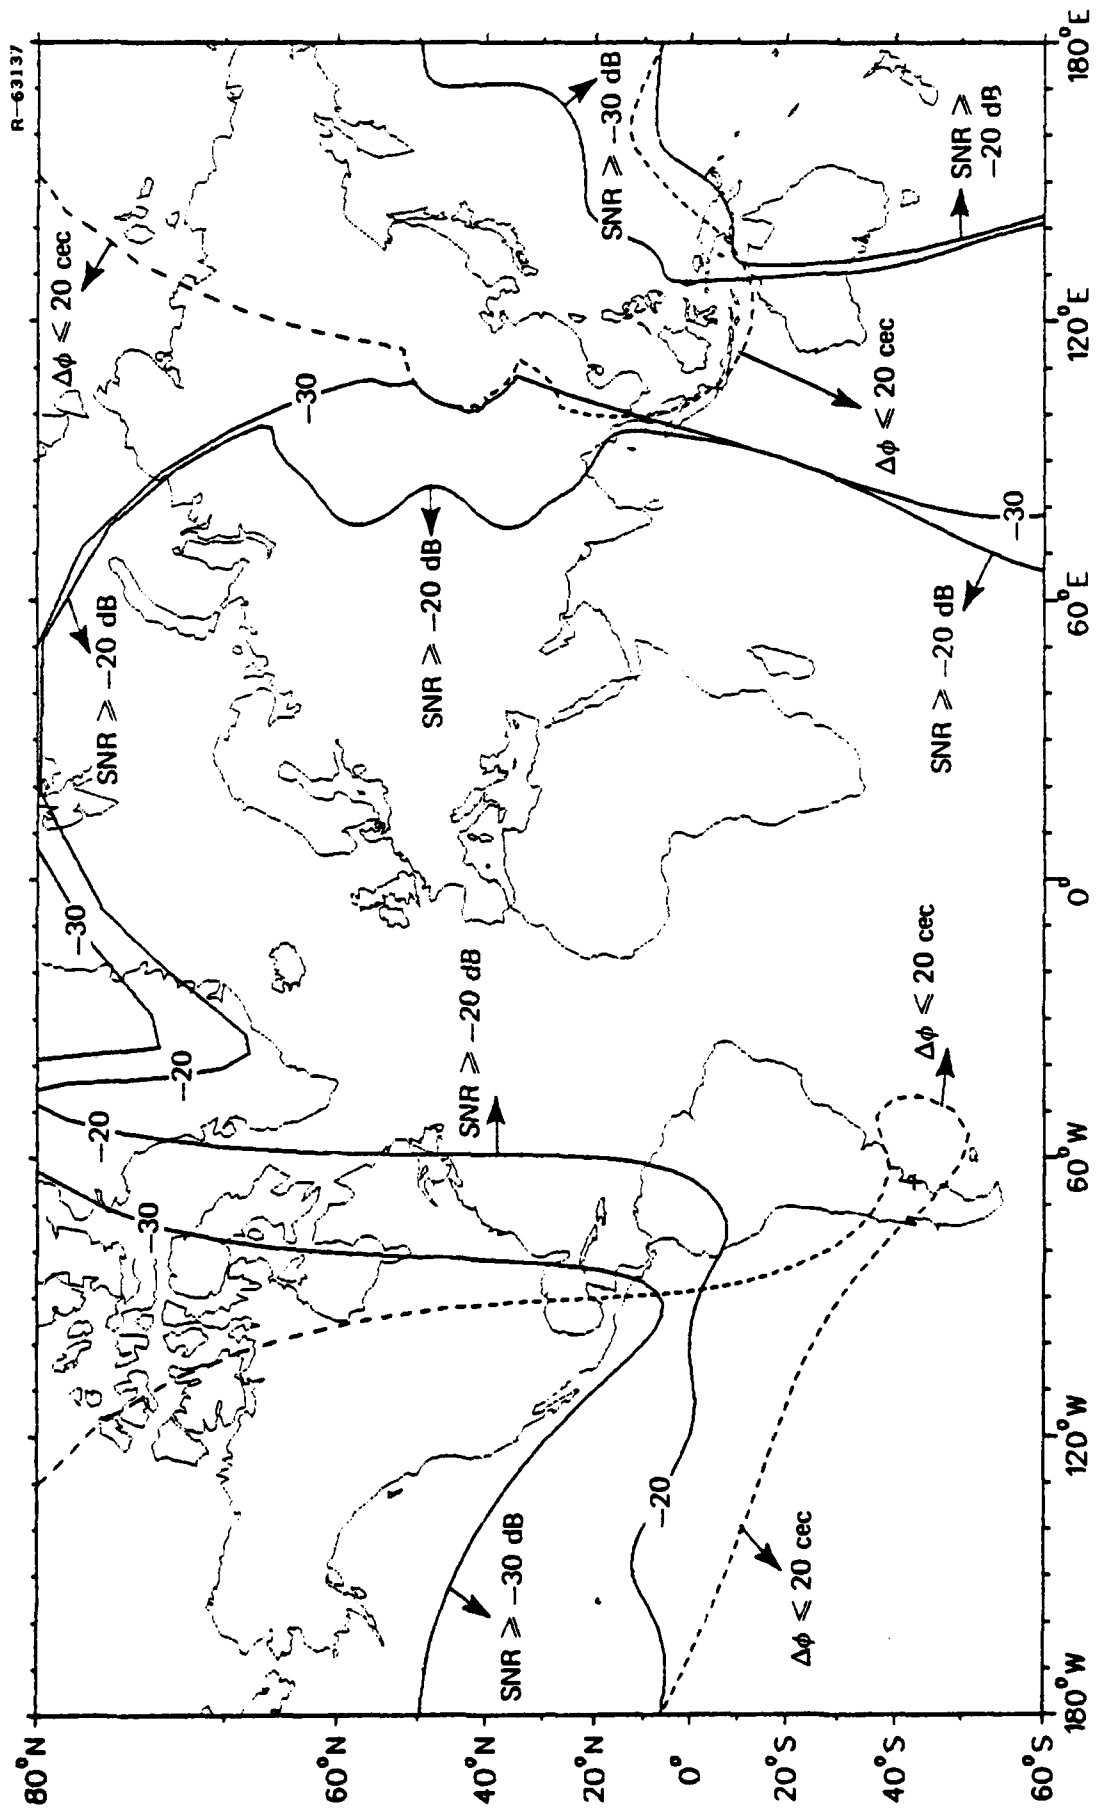 R-63137
80°N
60°N
40°N
20°N
0°
20°S
40°S
60°S
180°W
120°W
60°W
0°
60°E
120°E
180°E
Δϕ ⩽ 20 cec
-30
SNR ⩾ -20 dB
-30
-20
-20
-30
SNR ⩾ -30 dB
SNR ⩾ -20 dB
SNR ⩾ -20 dB
SNR ⩾ -30 dB
-20
Δϕ ⩽ 20 cec
Δϕ ⩽ 20 cec
Δϕ ⩽ 20 cec
SNR ⩾ -20 dB
-30
SNR ⩾
-20 dB